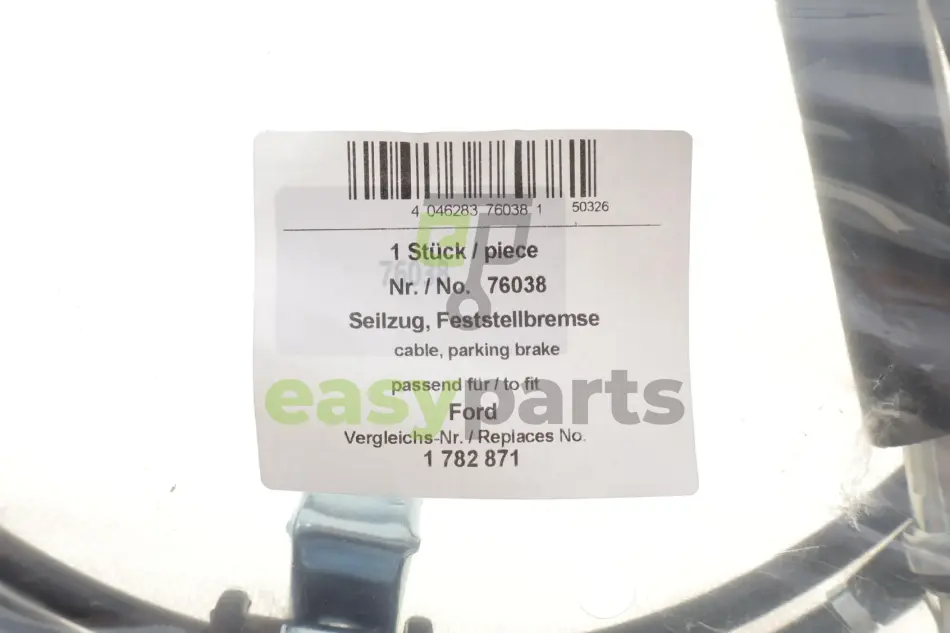 4 046283 76038 1 50326
1 Stück / piece
76038
Nr. / No. 76038
Seilzug, Feststellbremse
cable, parking brake
passend für / to fit
easyparts
Ford
Vergleichs-Nr. / Replaces No.
1 782 871